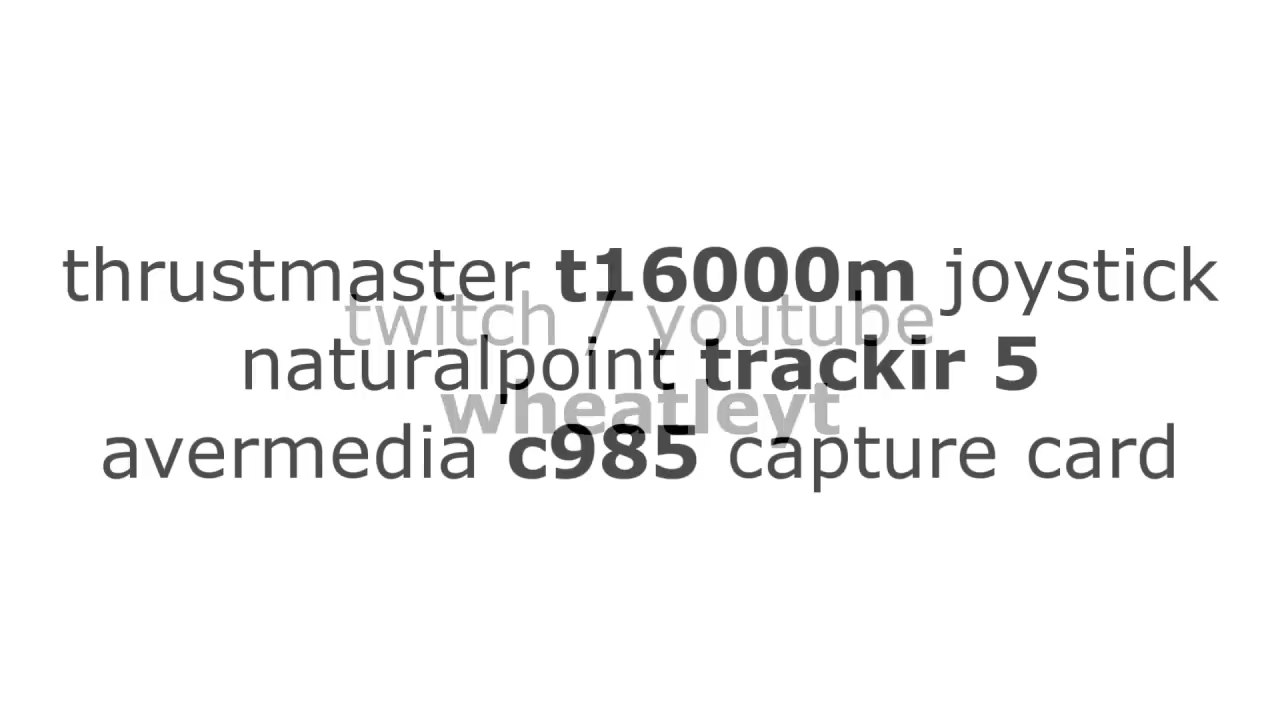 thrustmaster t16000m joystick
twitch / youtube
naturalpoint trackir 5
wheatleyt
avermedia c985 capture card